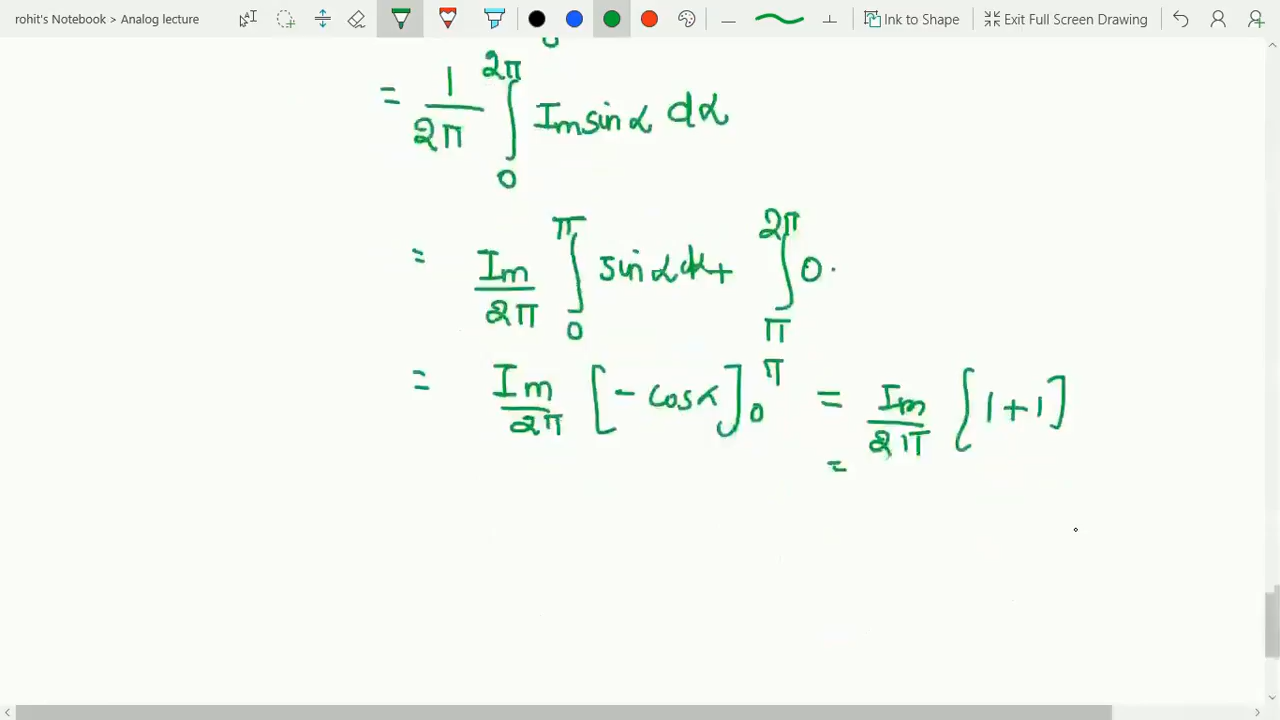 rohit's Notebook > Analog lecture
Ink to Shape
Exit Full Screen Drawing
= 1/2π ∫₀^2π Im sin α dα
= Im/2π ∫₀^π sin α dα + ∫π^2π 0.
= Im/2π [- cos α]₀^π = Im/2π [1+1]
=